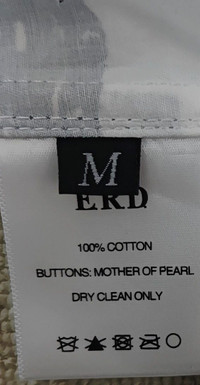 M
ERD
100% COTTON
BUTTONS: MOTHER OF PEARL
DRY CLEAN ONLY